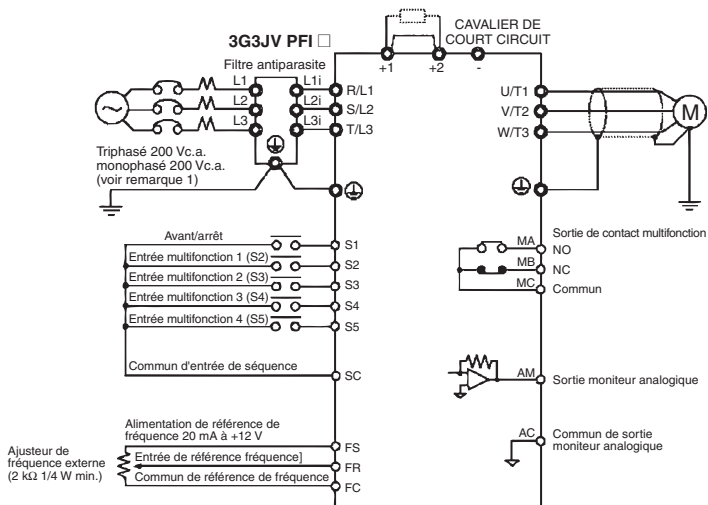 3G3JV PFI □
Filtre antiparasite
CAVALIER DE
COURT CIRCUIT
+1
+2
-
L1
L1i
R/L1
L2
L2i
S/L2
L3
L3i
T/L3
U/T1
V/T2
W/T3
M
Triphasé 200 Vc.a.
monophasé 200 Vc.a.
(voir remarque 1)
Avant/arrêt
S1
Entrée multifonction 1 (S2)
S2
Entrée multifonction 2 (S3)
S3
Entrée multifonction 3 (S4)
S4
Entrée multifonction 4 (S5)
S5
Commun d'entrée de séquence
SC
Sortie de contact multifonction
MA
NO
MB
NC
MC
Commun
AM
Sortie moniteur analogique
AC
Commun de sortie
moniteur analogique
Alimentation de référence de
fréquence 20 mA à +12 V
FS
Entrée de référence fréquence]
FR
Commun de référence de fréquence
FC
Ajusteur de
fréquence externe
(2 kΩ 1/4 W min.)